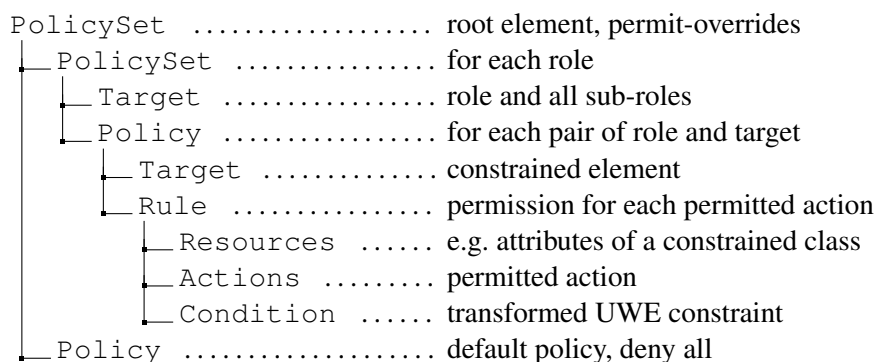 PolicySet ................... root element, permit-overrides
PolicySet ................ for each role
Target ................. role and all sub-roles
Policy ................. for each pair of role and target
Target .............. constrained element
Rule ................ permission for each permitted action
Resources ...... e.g. attributes of a constrained class
Actions ......... permitted action
Condition ...... transformed UWE constraint
Policy .................... default policy, deny all